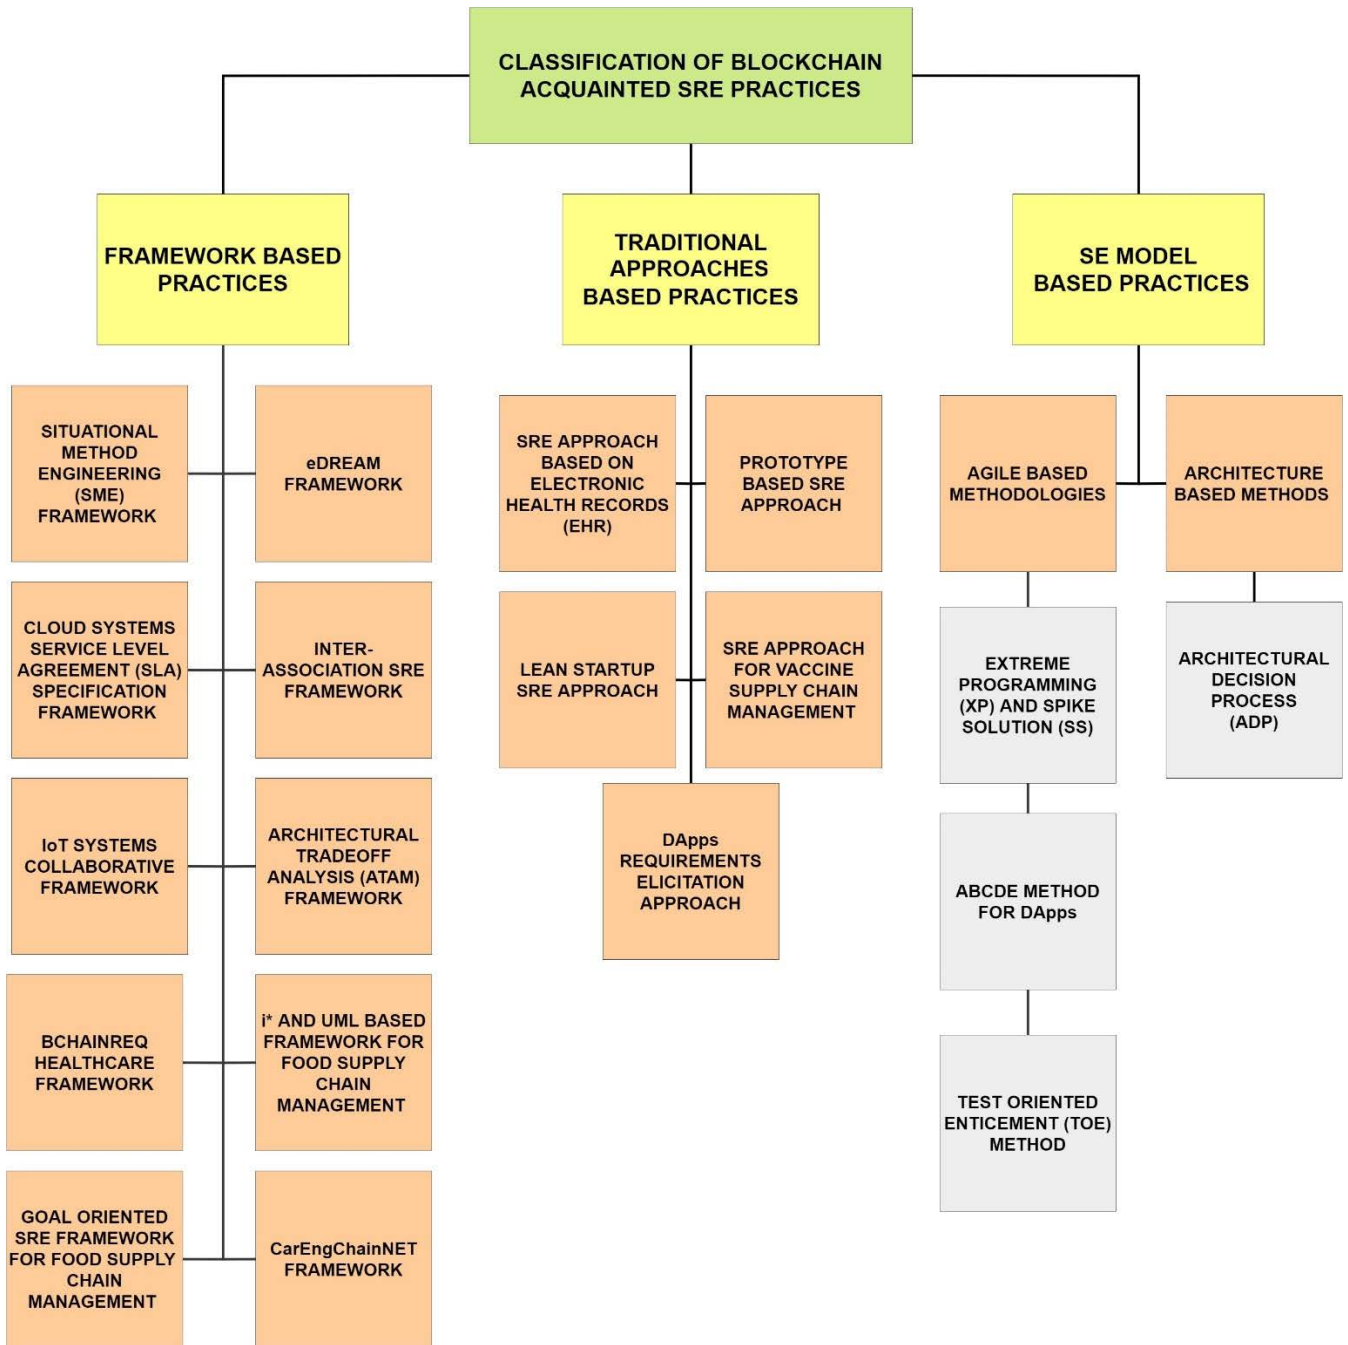 CLASSIFICATION OF BLOCKCHAIN
ACQUAINTED SRE PRACTICES
FRAMEWORK BASED
PRACTICES
TRADITIONAL
APPROACHES
BASED PRACTICES
SE MODEL
BASED PRACTICES
SITUATIONAL
METHOD
ENGINEERING
(SME)
FRAMEWORK
eDREAM
FRAMEWORK
CLOUD SYSTEMS
SERVICE LEVEL
AGREEMENT (SLA)
SPECIFICATION
FRAMEWORK
INTER-
ASSOCIATION SRE
FRAMEWORK
IoT SYSTEMS
COLLABORATIVE
FRAMEWORK
ARCHITECTURAL
TRADEOFF
ANALYSIS (ATAM)
FRAMEWORK
BCHAINREQ
HEALTHCARE
FRAMEWORK
i* AND UML BASED
FRAMEWORK FOR
FOOD SUPPLY
CHAIN
MANAGEMENT
GOAL ORIENTED
SRE FRAMEWORK
FOR FOOD SUPPLY
CHAIN
MANAGEMENT
CarEngChainNET
FRAMEWORK
SRE APPROACH
BASED ON
ELECTRONIC
HEALTH RECORDS
(EHR)
PROTOTYPE
BASED SRE
APPROACH
LEAN STARTUP
SRE APPROACH
SRE APPROACH
FOR VACCINE
SUPPLY CHAIN
MANAGEMENT
DApps
REQUIREMENTS
ELICITATION
APPROACH
AGILE BASED
METHODOLOGIES
ARCHITECTURE
BASED METHODS
EXTREME
PROGRAMMING
(XP) AND SPIKE
SOLUTION (SS)
ARCHITECTURAL
DECISION
PROCESS
(ADP)
ABCDE METHOD
FOR DApps
TEST ORIENTED
ENTICEMENT (TOE)
METHOD